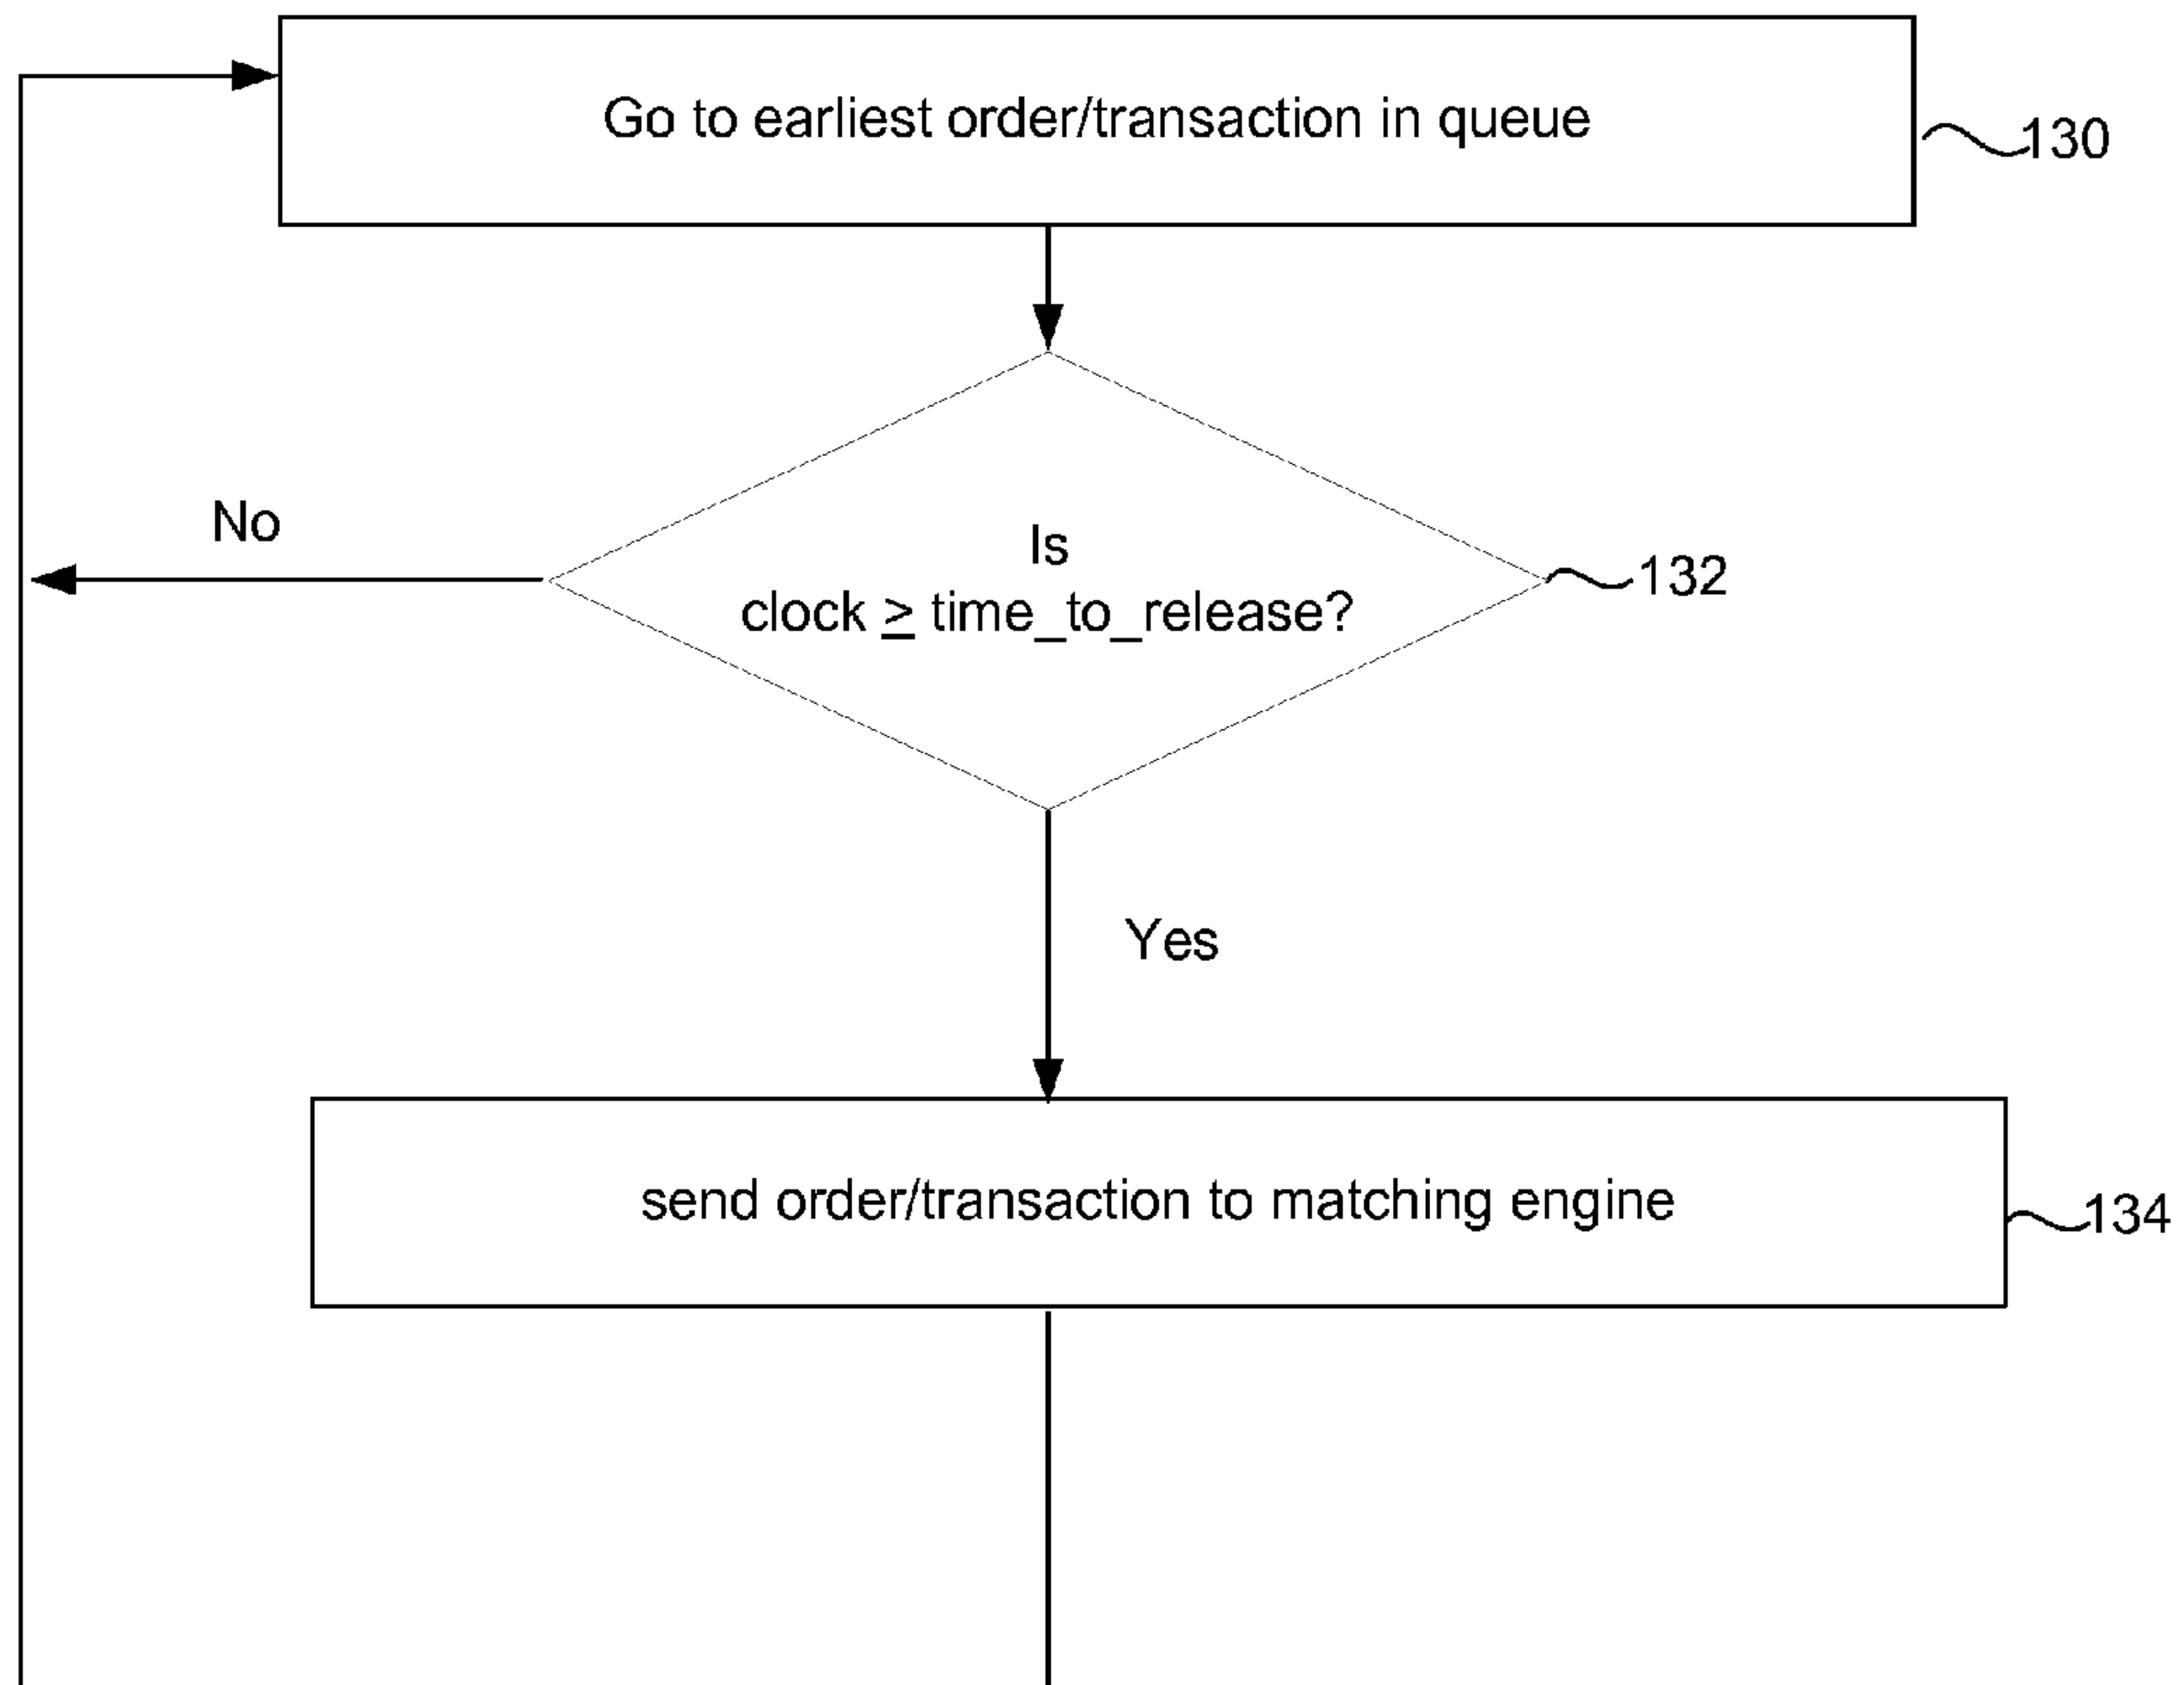 Go to earliest order/transaction in queue
130
No
Is
clock ≥ time_to_release?
132
Yes
send order/transaction to matching engine
134